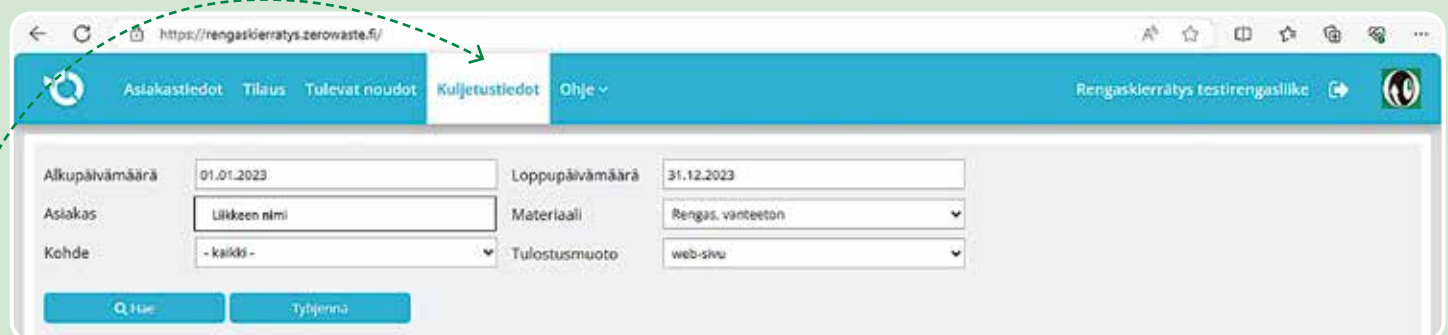 https://rengaskierratys.zerowaste.fi/
Asiakastiedot Tilaus Tulevat noudot Kuljetustiedot Ohje Rengaskierrätys testirengasliike
Alkupäivämäärä 01.01.2023 Loppupäivämäärä 31.12.2023
Asiakas Liikkeen nimi Materiaali Rengas, vanteeton
Kohde - kaikki - Tulostusmuoto web-sivu
Hae Tyhjennä